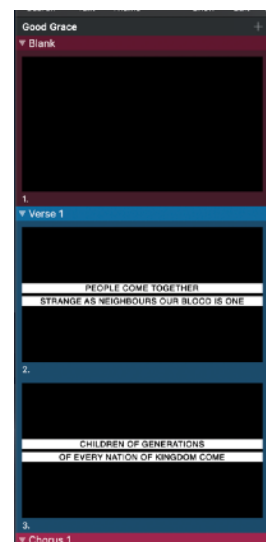 Good Grace
Blank
1.
Verse 1
PEOPLE COME TOGETHER
STRANGE AS NEIGHBOURS OUR BLOOD IS ONE
2.
CHILDREN OF GENERATIONS
OF EVERY NATION OF KINGDOM COME
3.
Chorus 1